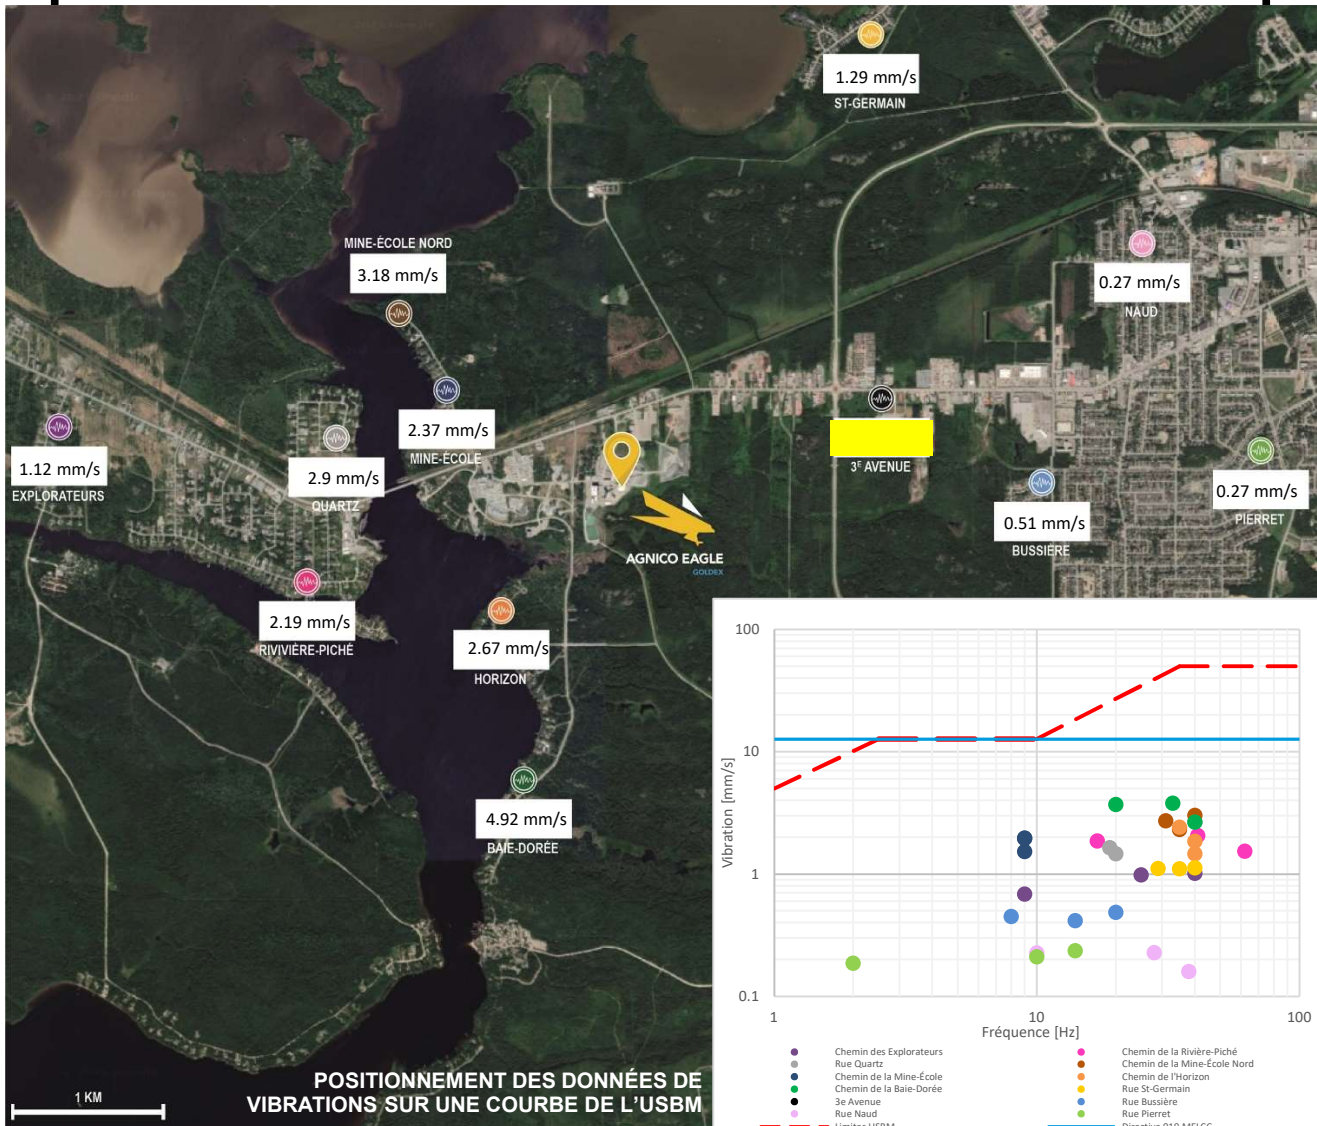 1.29 mm/s
ST-GERMAIN
MINE-ÉCOLE NORD
3.18 mm/s
0.27 mm/s
NAUD
2.37 mm/s
MINE-ÉCOLE
1.12 mm/s
EXPLORATEURS
2.9 mm/s
QUARTZ
3E AVENUE
0.27 mm/s
PIERRET
0.51 mm/s
BUSSIÈRE
AGNICO EAGLE
GOLDEX
2.19 mm/s
RIVIVIÈRE-PICHÉ
2.67 mm/s
HORIZON
4.92 mm/s
BAIE-DORÉE
POSITIONNEMENT DES DONNÉES DE
VIBRATIONS SUR UNE COURBE DE L'USBM
1 KM
100
10
1
0.1
Vibration [mm/s]
1
10
100
Fréquence [Hz]
Chemin des Explorateurs
Chemin de la Rivière-Piché
Rue Quartz
Chemin de la Mine-École Nord
Chemin de la Mine-École
Chemin de l'Horizon
Chemin de la Baie-Dorée
Rue St-Germain
3e Avenue
Rue Bussière
Rue Naud
Rue Pierret
Limites USBM
Directive 019 MELCC